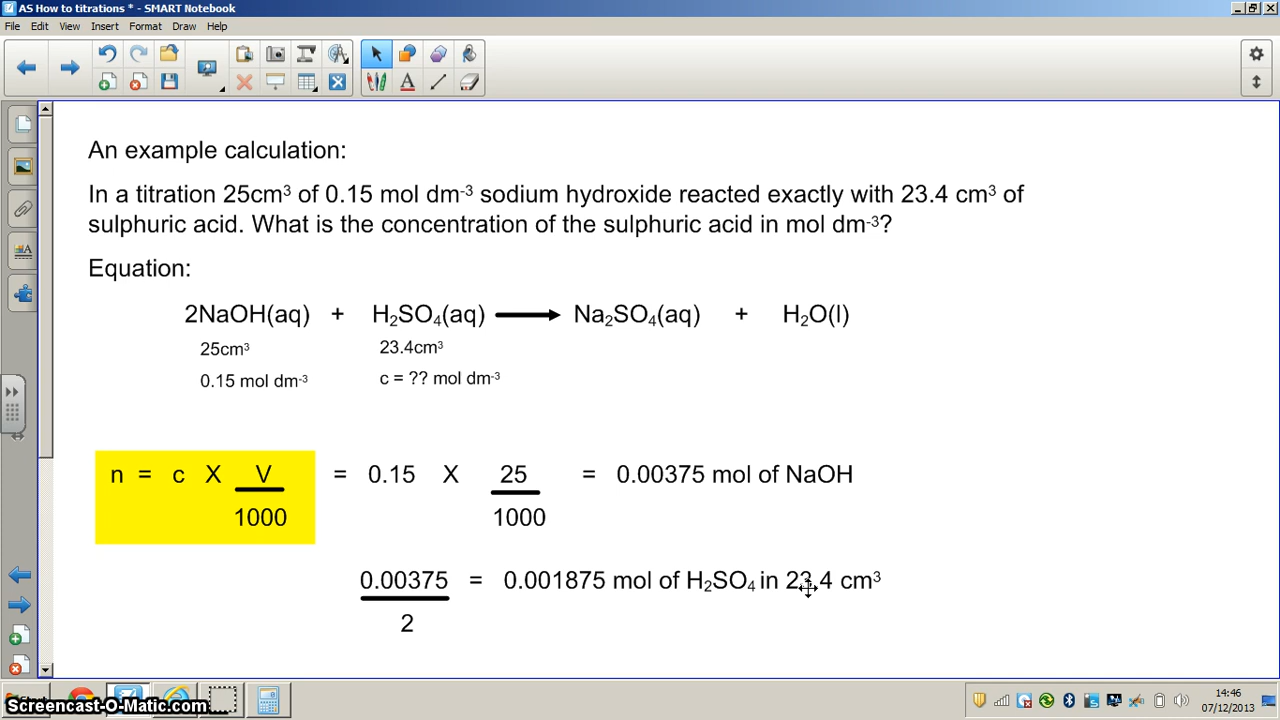 AS How to titrations * - SMART Notebook
File Edit View Insert Format Draw Help
An example calculation:
In a titration 25cm³ of 0.15 mol dm⁻³ sodium hydroxide reacted exactly with 23.4 cm³ of
sulphuric acid. What is the concentration of the sulphuric acid in mol dm⁻³?
Equation:
2NaOH(aq) + H₂SO₄(aq) ⟶ Na₂SO₄(aq) + H₂O(l)
25cm³ 23.4cm³
0.15 mol dm⁻³ c = ?? mol dm⁻³
n = c X V = 0.15 X 25 = 0.00375 mol of NaOH
1000 1000
0.00375 = 0.001875 mol of H₂SO₄ in 23.4 cm³
2
Screencast-O-Matic.com
14:46
07/12/2013